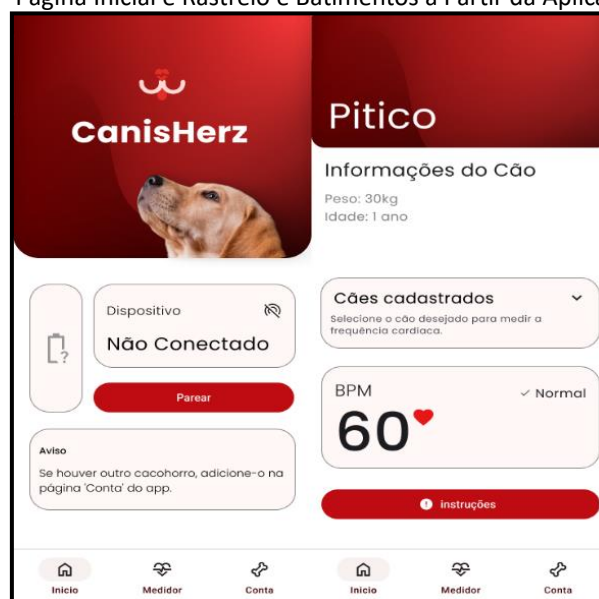 Página Inicial e Rastreio e Batimentos a Partir da Aplica
CanisHerz
Dispositivo
Não Conectado
Parear
Aviso
Se houver outro cacohorro, adicione-o na
página 'Conta' do app.
Inicio
Medidor
Conta
Pitico
Informações do Cão
Peso: 30kg
Idade: 1 ano
Cães cadastrados
Selecione o cão desejado para medir a
frequência cardíaca.
BPM
Normal
60
instruções
Inicio
Medidor
Conta